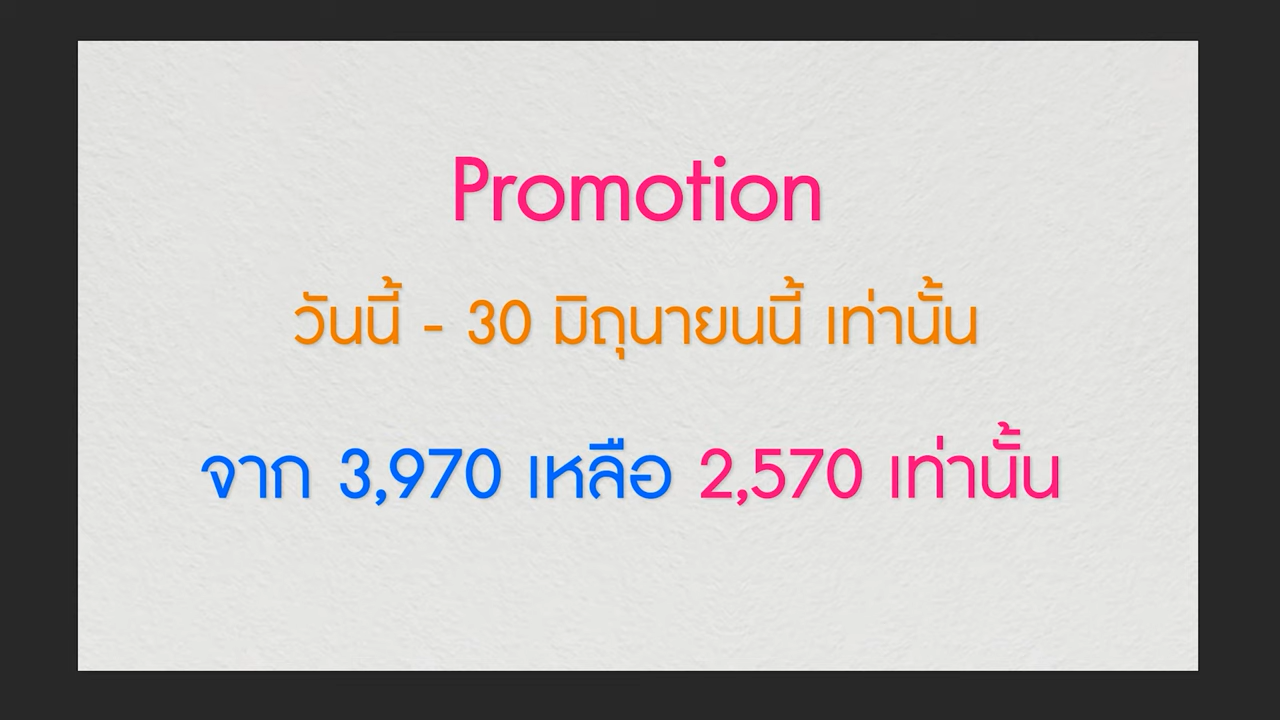 Promotion
วันนี้ - 30 มิถุนายนนี้ เท่านั้น
จาก 3,970 เหลือ 2,570 เท่านั้น